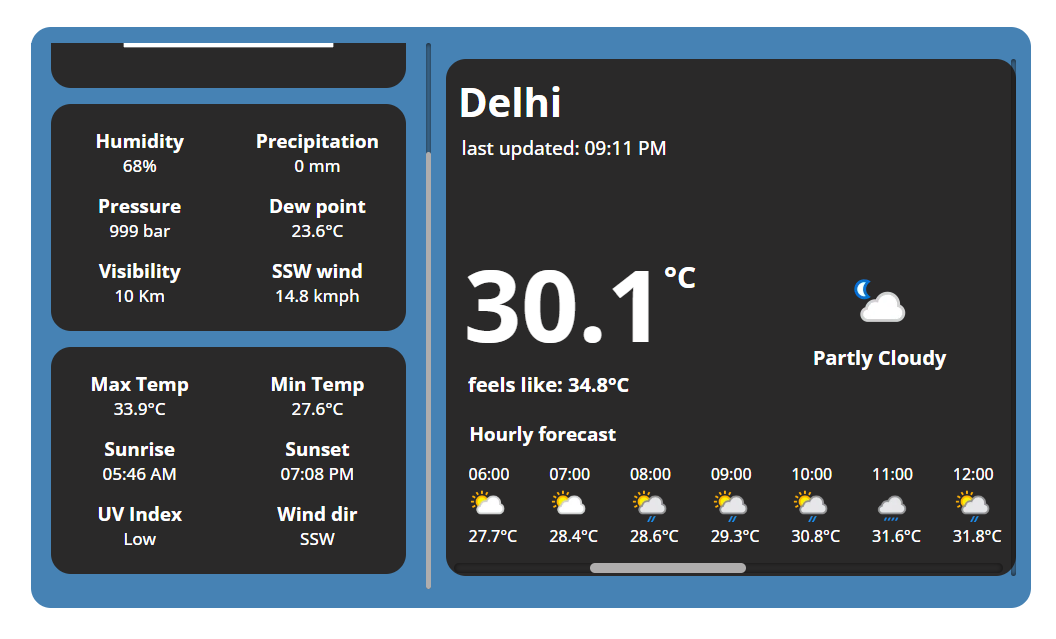 Humidity Precipitation
68% 0 mm
Pressure Dew point
999 bar 23.6°C
Visibility SSW wind
10 Km 14.8 kmph
Max Temp Min Temp
33.9°C 27.6°C
Sunrise Sunset
05:46 AM 07:08 PM
UV Index Wind dir
Low SSW
Delhi
last updated: 09:11 PM
30.1 °C
Partly Cloudy
feels like: 34.8°C
Hourly forecast
06:00 07:00 08:00 09:00 10:00 11:00 12:00
27.7°C 28.4°C 28.6°C 29.3°C 30.8°C 31.6°C 31.8°C